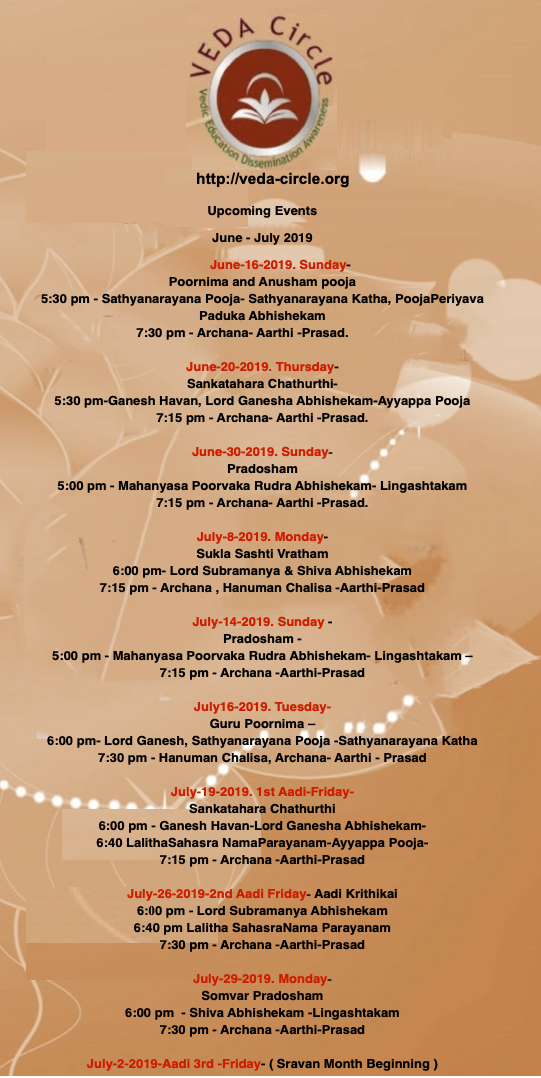 VEDA Circle
Vedic Education Dissemination Awareness
http://veda-circle.org
Upcoming Events
June - July 2019
June-16-2019. Sunday-
Poornima and Anusham pooja
5:30 pm - Sathyanarayana Pooja- Sathyanarayana Katha, PoojaPeriyava
Paduka Abhishekam
7:30 pm - Archana- Aarthi -Prasad.
June-20-2019. Thursday-
Sankatahara Chathurthi-
5:30 pm-Ganesh Havan, Lord Ganesha Abhishekam-Ayyappa Pooja
7:15 pm - Archana- Aarthi -Prasad.
June-30-2019. Sunday-
Pradosham
5:00 pm - Mahanyasa Poorvaka Rudra Abhishekam- Lingashtakam
7:15 pm - Archana- Aarthi -Prasad.
July-8-2019. Monday-
Sukla Sashti Vratham
6:00 pm- Lord Subramanya & Shiva Abhishekam
7:15 pm - Archana , Hanuman Chalisa -Aarthi-Prasad
July-14-2019. Sunday -
Pradosham -
5:00 pm - Mahanyasa Poorvaka Rudra Abhishekam- Lingashtakam –
7:15 pm - Archana -Aarthi-Prasad
July16-2019. Tuesday-
Guru Poornima –
6:00 pm- Lord Ganesh, Sathyanarayana Pooja -Sathyanarayana Katha
7:30 pm - Hanuman Chalisa, Archana- Aarthi - Prasad
July-19-2019. 1st Aadi-Friday-
Sankatahara Chathurthi
6:00 pm - Ganesh Havan-Lord Ganesha Abhishekam-
6:40 LalithaSahasra NamaParayanam-Ayyappa Pooja-
7:15 pm - Archana -Aarthi-Prasad
July-26-2019-2nd Aadi Friday- Aadi Krithikai
6:00 pm - Lord Subramanya Abhishekam
6:40 pm Lalitha SahasraNama Parayanam
7:30 pm - Archana -Aarthi-Prasad
July-29-2019. Monday-
Somvar Pradosham
6:00 pm - Shiva Abhishekam -Lingashtakam
7:30 pm - Archana -Aarthi-Prasad
July-2-2019-Aadi 3rd -Friday- ( Sravan Month Beginning )